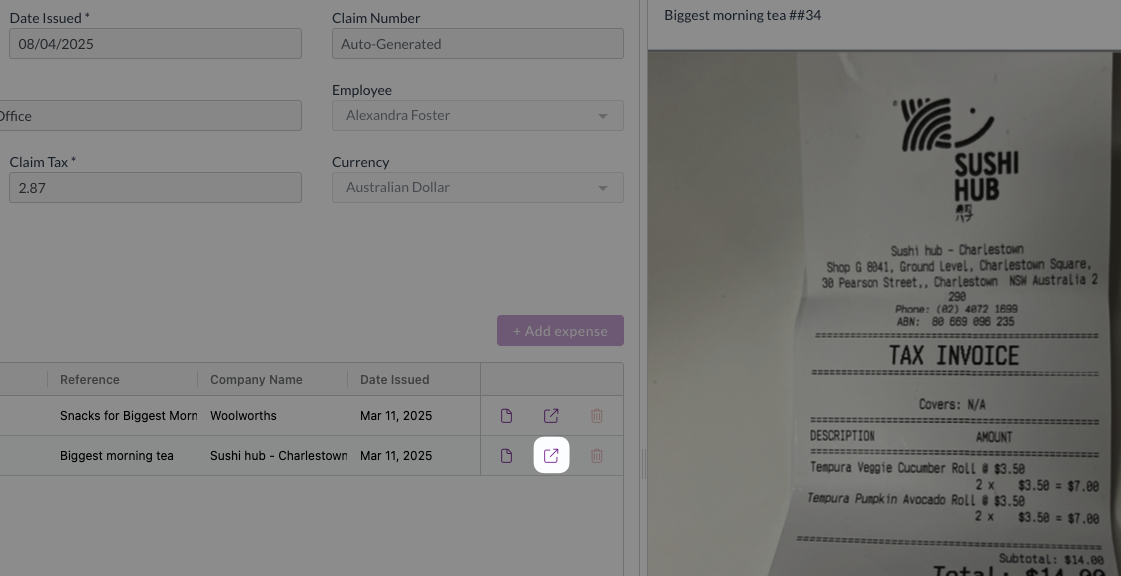 Date Issued *
Claim Number
08/04/2025
Auto-Generated
Employee
Office
Alexandra Foster
Claim Tax *
Currency
2.87
Australian Dollar
+ Add expense
Reference
Company Name
Date Issued
Snacks for Biggest Morn
Woolworths
Mar 11, 2025
Biggest morning tea
Sushi hub - Charlestown
Mar 11, 2025
Biggest morning tea ##34
SUSHI
HUB
Sushi hub - Charlestown
Shop G 8041, Ground Level, Charlestown Square,
30 Pearson Street,, Charlestown NSW Australia 2
290
Phone: (02) 4072 1699
ABN: 80 669 096 235
TAX INVOICE
Covers: N/A
DESCRIPTION AMOUNT
Tempura Veggie Cucumber Roll @ $3.50
2 x $3.50 = $7.00
Tempura Pumpkin Avocado Roll @ $3.50
2 x $3.50 = $7.00
Subtotal: $14.00
Total: $14.00